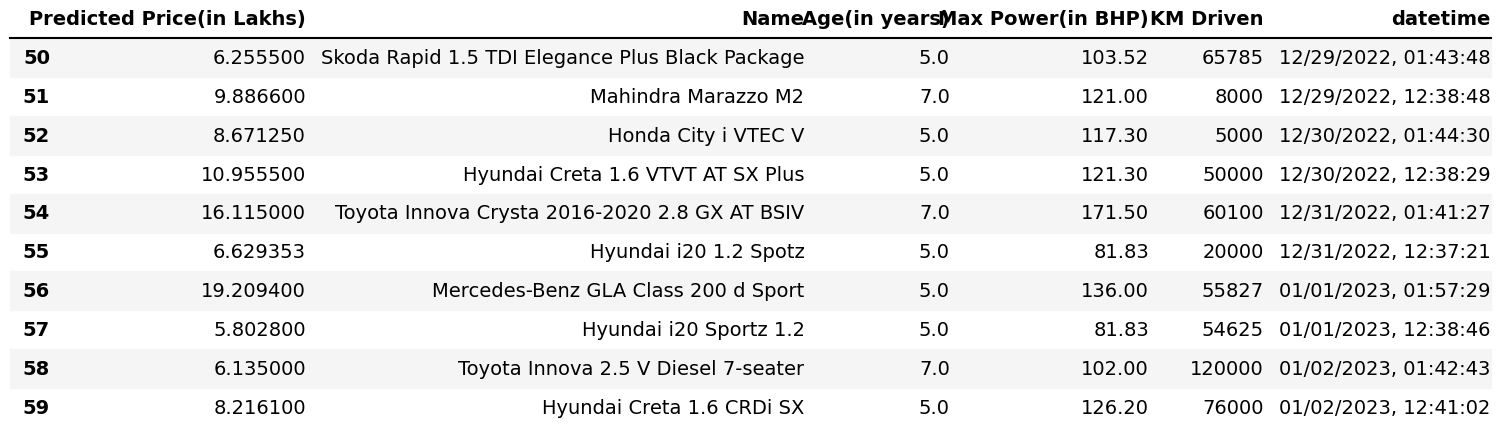 Predicted Price(in Lakhs) Name Age(in years) Max Power(in BHP) KM Driven datetime
50 6.255500 Skoda Rapid 1.5 TDI Elegance Plus Black Package 5.0 103.52 65785 12/29/2022, 01:43:48
51 9.886600 Mahindra Marazzo M2 7.0 121.00 8000 12/29/2022, 12:38:48
52 8.671250 Honda City i VTEC V 5.0 117.30 5000 12/30/2022, 01:44:30
53 10.955500 Hyundai Creta 1.6 VTVT AT SX Plus 5.0 121.30 50000 12/30/2022, 12:38:29
54 16.115000 Toyota Innova Crysta 2016-2020 2.8 GX AT BSIV 7.0 171.50 60100 12/31/2022, 01:41:27
55 6.629353 Hyundai i20 1.2 Spotz 5.0 81.83 20000 12/31/2022, 12:37:21
56 19.209400 Mercedes-Benz GLA Class 200 d Sport 5.0 136.00 55827 01/01/2023, 01:57:29
57 5.802800 Hyundai i20 Sportz 1.2 5.0 81.83 54625 01/01/2023, 12:38:46
58 6.135000 Toyota Innova 2.5 V Diesel 7-seater 7.0 102.00 120000 01/02/2023, 01:42:43
59 8.216100 Hyundai Creta 1.6 CRDi SX 5.0 126.20 76000 01/02/2023, 12:41:02